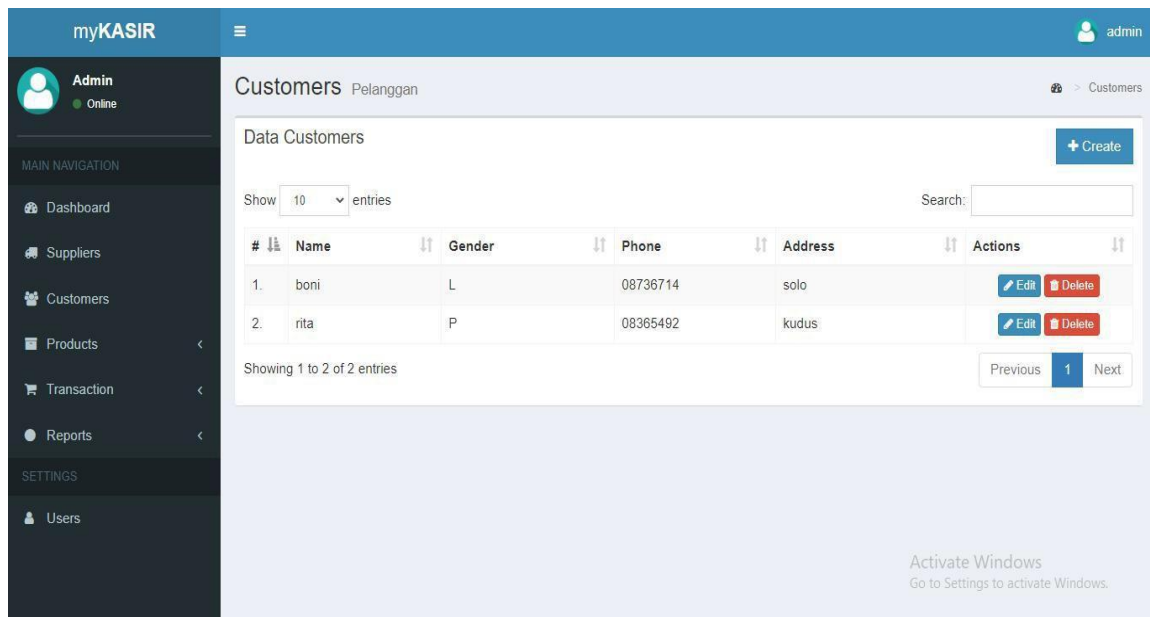 myKASIR
admin
Admin
Online
MAIN NAVIGATION
Dashboard
Suppliers
Customers
Products
Transaction
Reports
SETTINGS
Users
Customers Pelanggan
> Customers
Data Customers
+ Create
Show 10 entries
Search:
# Name Gender Phone Address Actions
1. boni L 08736714 solo Edit Delete
2. rita P 08365492 kudus Edit Delete
Showing 1 to 2 of 2 entries
Previous 1 Next
Activate Windows
Go to Settings to activate Windows.